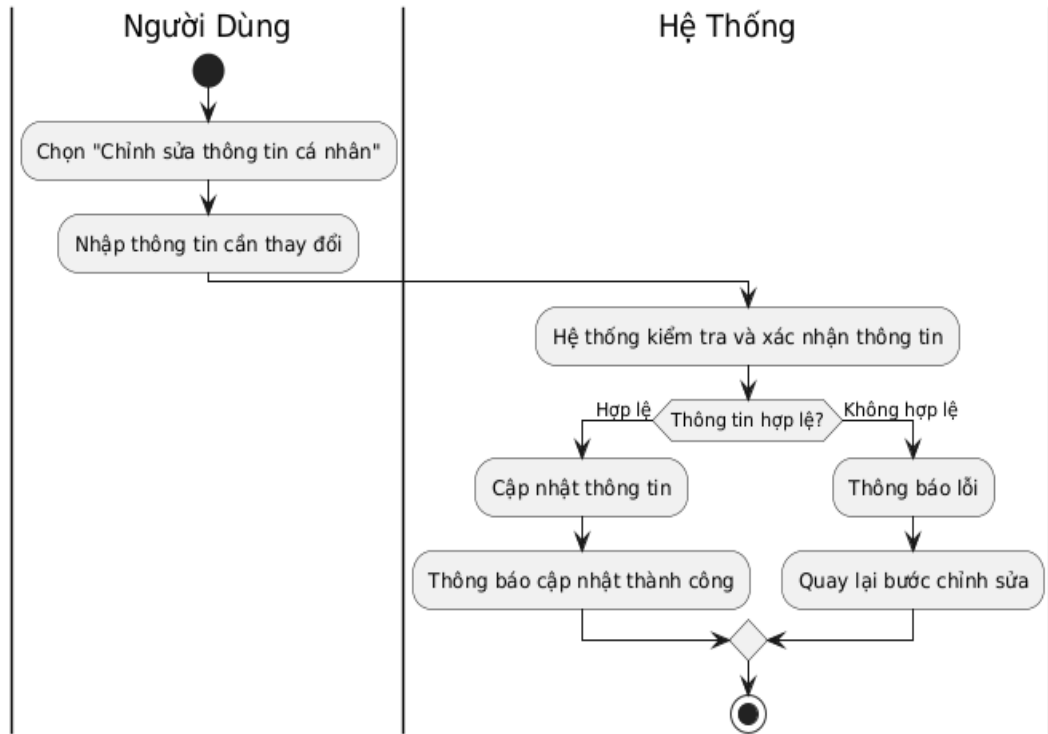 Người Dùng
Hệ Thống
Chọn "Chỉnh sửa thông tin cá nhân"
Nhập thông tin cần thay đổi
Hệ thống kiểm tra và xác nhận thông tin
Hợp lệ
Thông tin hợp lệ?
Không hợp lệ
Cập nhật thông tin
Thông báo lỗi
Thông báo cập nhật thành công
Quay lại bước chỉnh sửa